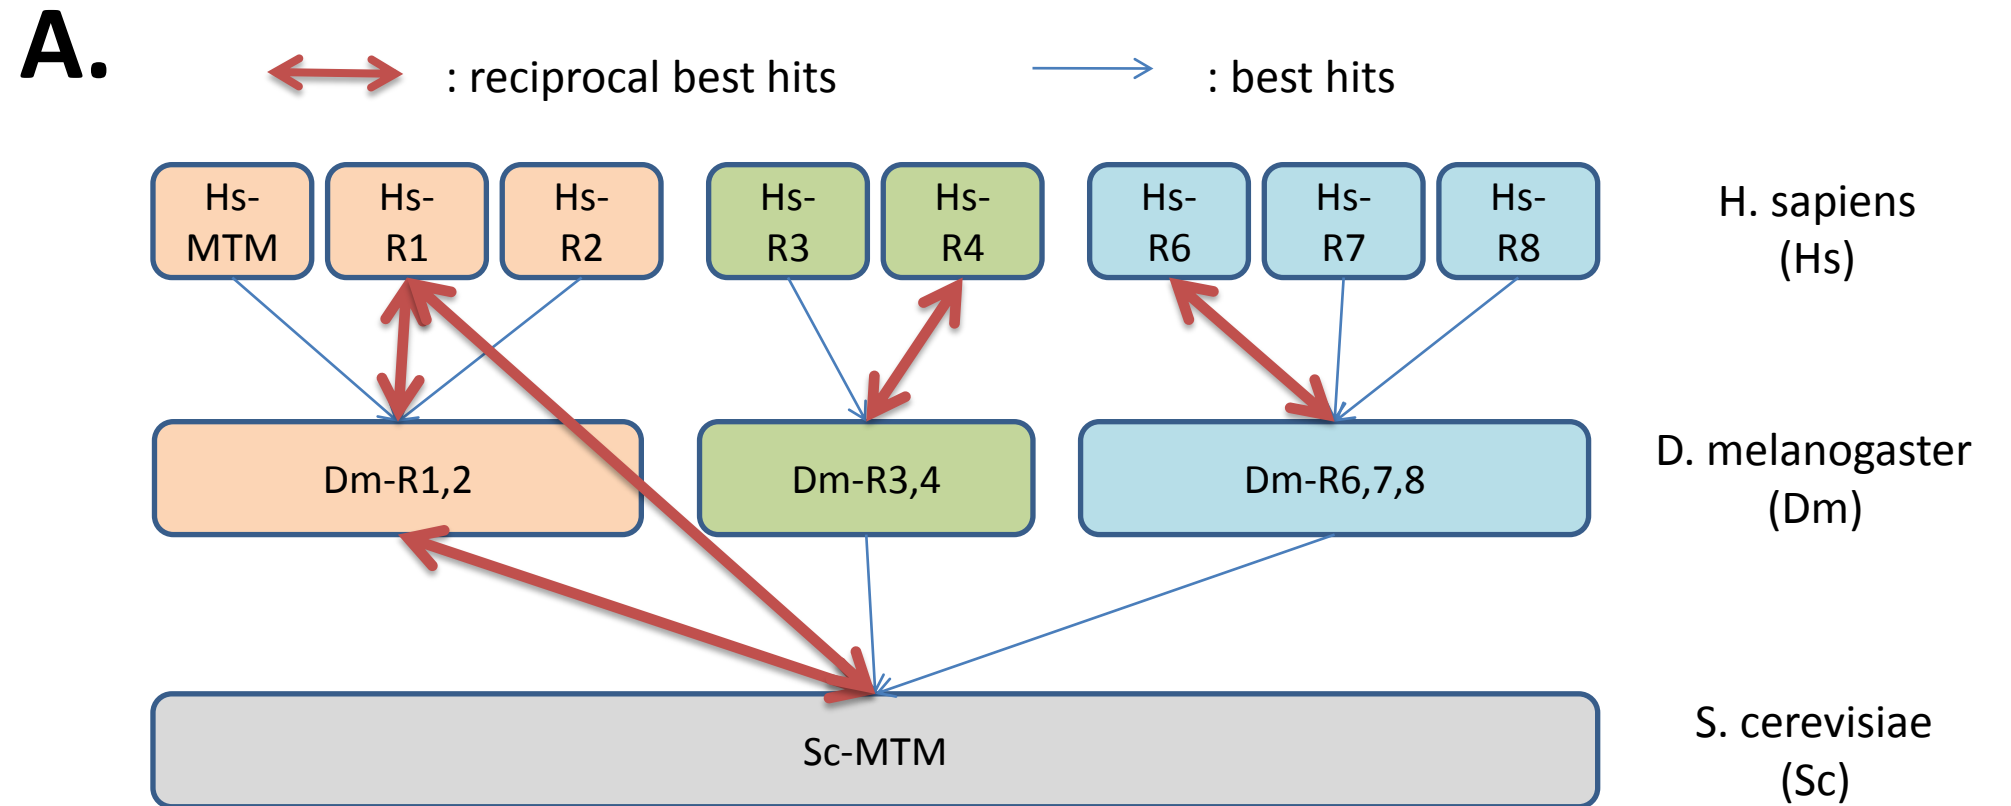 A.
: reciprocal best hits
: best hits
Hs-
MTM
Hs-
R1
Hs-
R2
Hs-
R3
Hs-
R4
Hs-
R6
Hs-
R7
Hs-
R8
H. sapiens
(Hs)
Dm-R1,2
Dm-R3,4
Dm-R6,7,8
D. melanogaster
(Dm)
Sc-MTM
S. cerevisiae
(Sc)